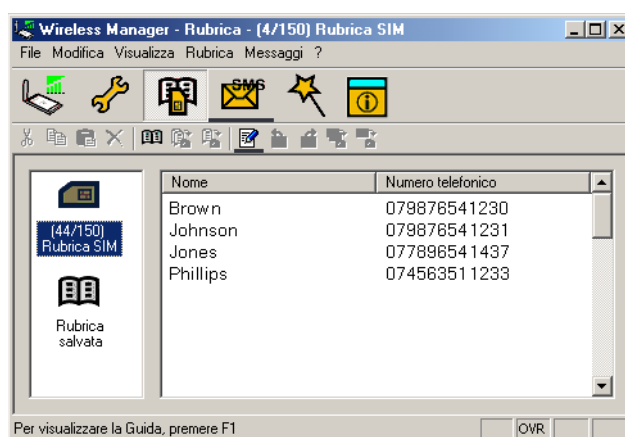 Wireless Manager - Rubrica - (4/150) Rubrica SIM
File Modifica Visualizza Rubrica Messaggi ?
SMS
Nome Numero telefonico
Brown 079876541230
Johnson 079876541231
Jones 077896541437
Phillips 074563511233
(44/150)
Rubrica SIM
Rubrica
salvata
Per visualizzare la Guida, premere F1 OVR